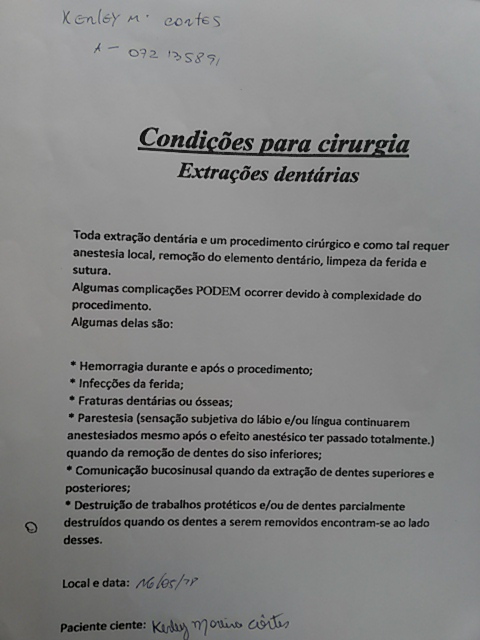 Kenley M. Cortes
A - 072 135891
Condições para cirurgia
Extrações dentárias
Toda extração dentária e um procedimento cirúrgico e como tal requer
anestesia local, remoção do elemento dentário, limpeza da ferida e
sutura.
Algumas complicações PODEM ocorrer devido à complexidade do
procedimento.
Algumas delas são:
* Hemorragia durante e após o procedimento;
* Infecções da ferida;
* Fraturas dentárias ou ósseas;
* Parestesia (sensação subjetiva do lábio e/ou língua continuarem
anestesiados mesmo após o efeito anestésico ter passado totalmente.)
quando da remoção de dentes do siso inferiores;
* Comunicação bucosinusal quando da extração de dentes superiores e
posteriores;
* Destruição de trabalhos protéticos e/ou de dentes parcialmente
destruídos quando os dentes a serem removidos encontram-se ao lado
desses.
Local e data:
Paciente ciente: Kenley Moreira Côrtes